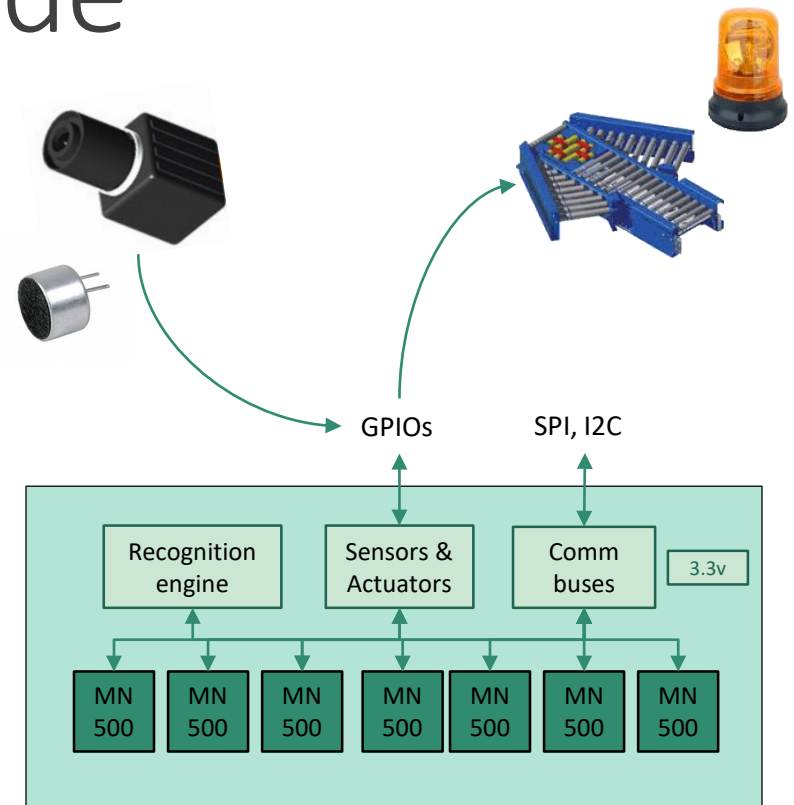 de
GPIOs
SPI, I2C
Recognition
engine
Sensors &
Actuators
Comm
buses
3.3v
MN
500
MN
500
MN
500
MN
500
MN
500
MN
500
MN
500